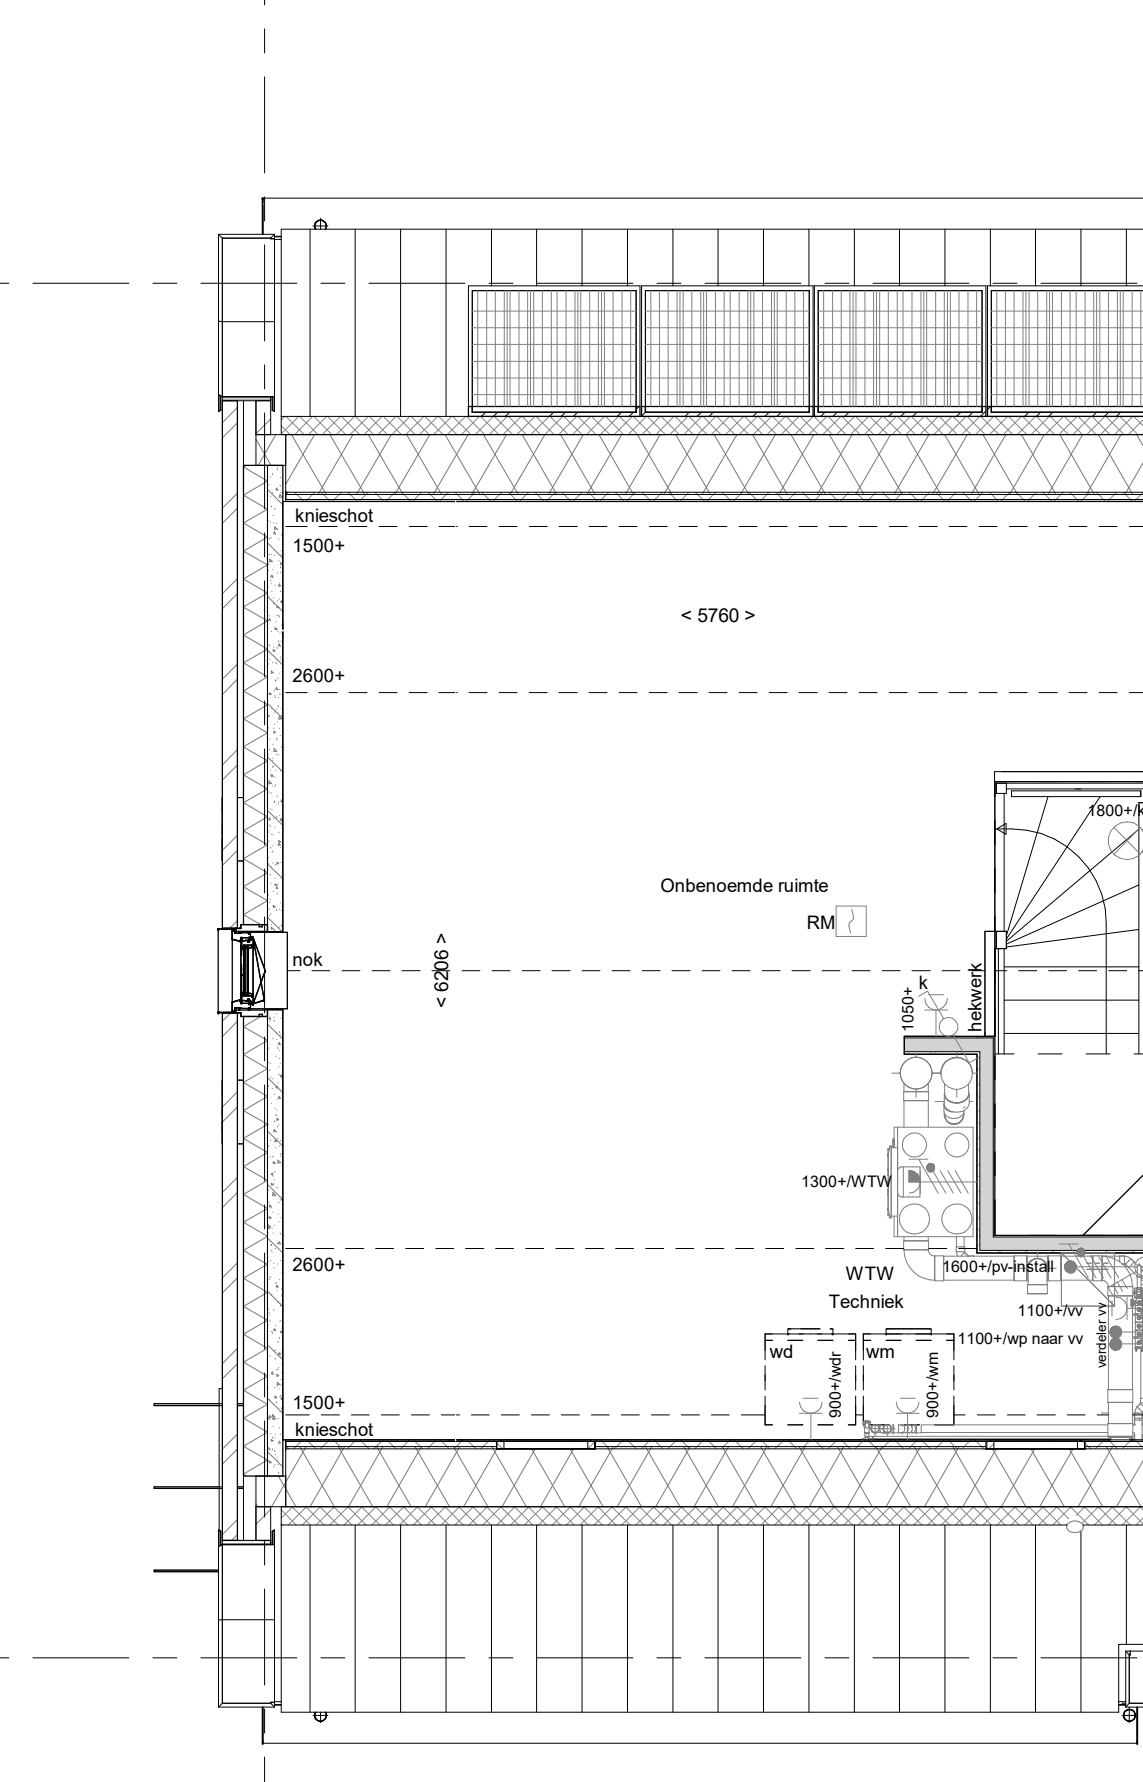 knieschot
1500+
< 5760 >
2600+
1800+/k
Onbenoemde ruimte
RM
nok
< 6206 >
k
1050+
hekwerk
1300+/WTW
2600+
WTW
1600+/pv-install
Techniek
1100+/vv
verdeler vv
1100+/wp naar vv
wd
900+/wdr
wm
900+/wm
1500+
knieschot